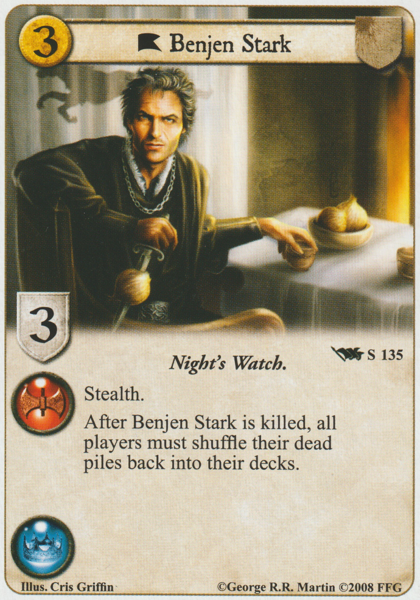 3
Benjen Stark
3
Night's Watch.
S 135
Stealth.
After Benjen Stark is killed, all
players must shuffle their dead
piles back into their decks.
Illus. Cris Griffin
©George R.R. Martin ©2008 FFG